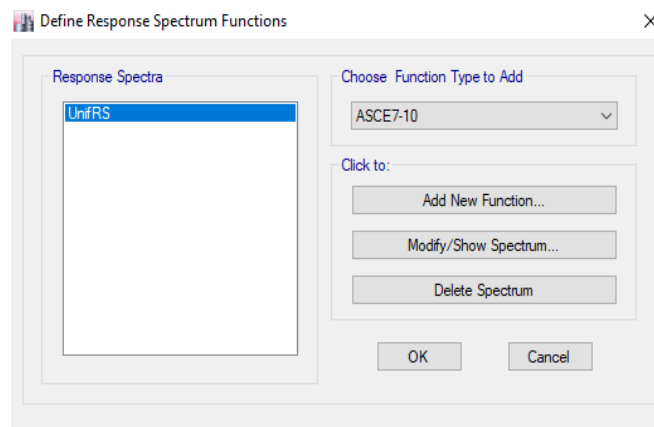 Define Response Spectrum Functions
Response Spectra
UnifRS
Choose Function Type to Add
ASCE7-10
Click to:
Add New Function...
Modify/Show Spectrum...
Delete Spectrum
OK
Cancel